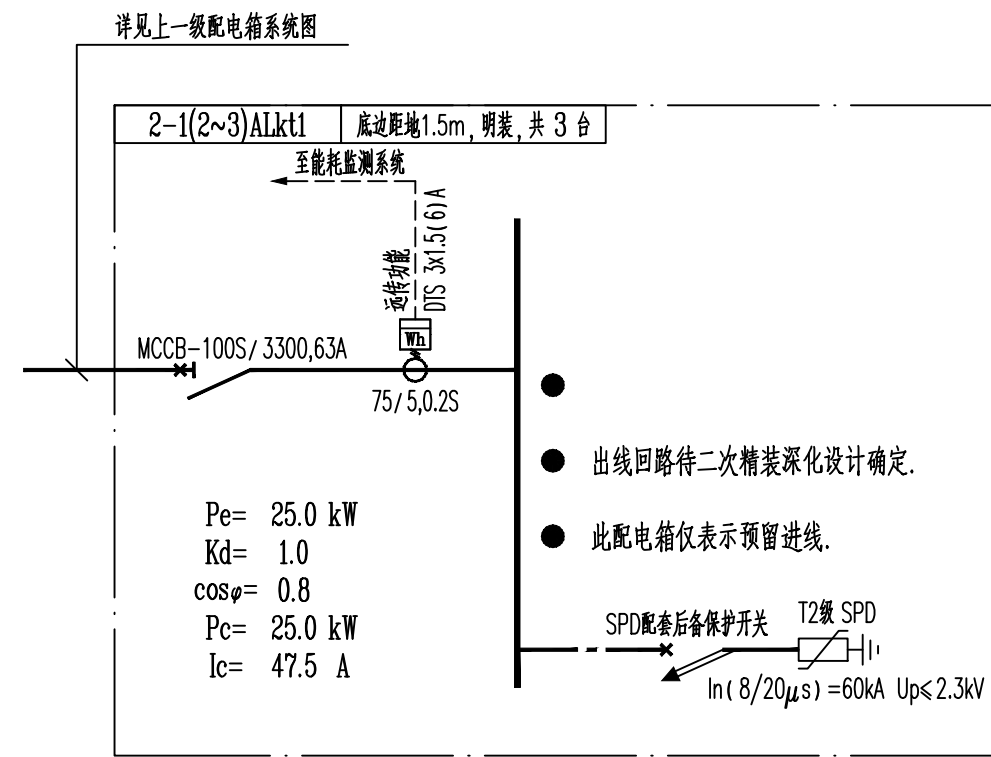 详见上一级配电箱系统图
2-1(2~3)ALkt1 底边距地1.5m,明装,共 3 台
至能耗监测系统
远传功能
DTS 3x1.5(6)A
Wh
MCCB-100S/3300,63A
75/5,0.2S
出线回路待二次精装深化设计确定.
此配电箱仅表示预留进线.
Pe= 25.0 kW
Kd= 1.0
cosφ= 0.8
Pc= 25.0 kW
Ic= 47.5 A
SPD配套后备保护开关
T2级 SPD
In(8/20μs)=60kA Up≤2.3kV